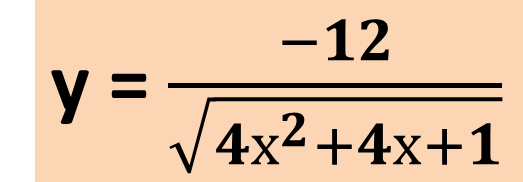 y = −12 / √(4x²+4x+1)